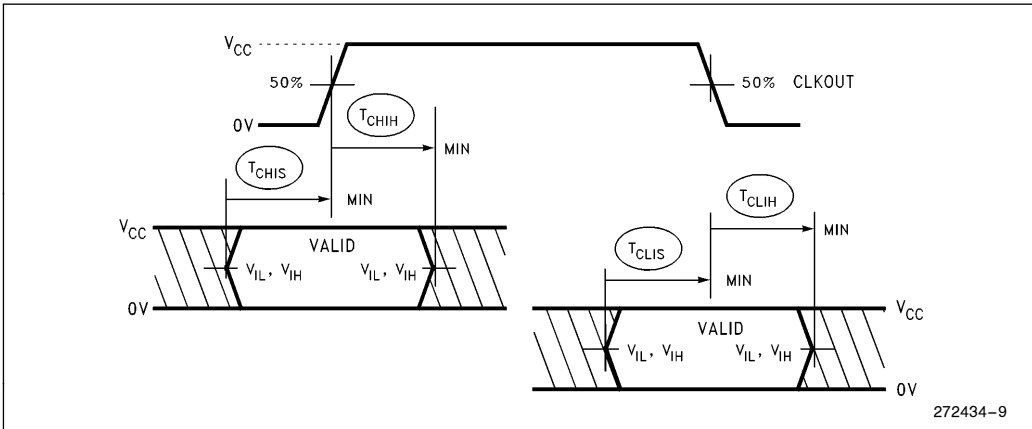 VCC
50%
50% CLKOUT
TCHIH
0V
MIN
TCHIS
MIN
TCLIH
VCC
VALID
MIN
TCLIS
VIL, VIH
VIL, VIH
MIN
0V
VCC
VALID
VIL, VIH
VIL, VIH
0V
272434-9